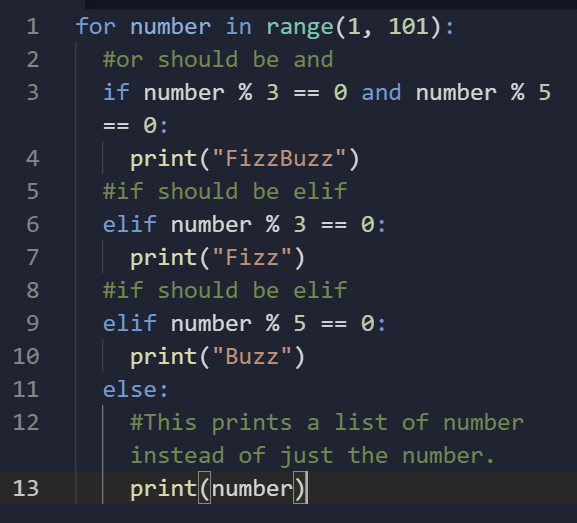 1 for number in range(1, 101):
2 #or should be and
3 if number % 3 == 0 and number % 5
== 0:
4 print("FizzBuzz")
5 #if should be elif
6 elif number % 3 == 0:
7 print("Fizz")
8 #if should be elif
9 elif number % 5 == 0:
10 print("Buzz")
11 else:
12 #This prints a list of number
instead of just the number.
13 print(number)